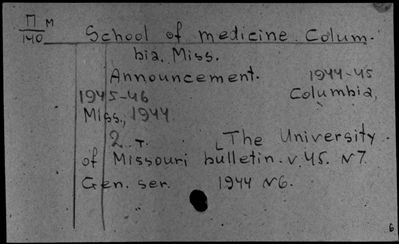 П м
140
School of medicine. Colum-
bia. Miss.
Announcement. 1944-45
1945-46 Columbia,
Miss., 1944
2 т. [The University
of Missouri bulletin. v. 45. N7.
Gen. ser. 1944 N6.
6